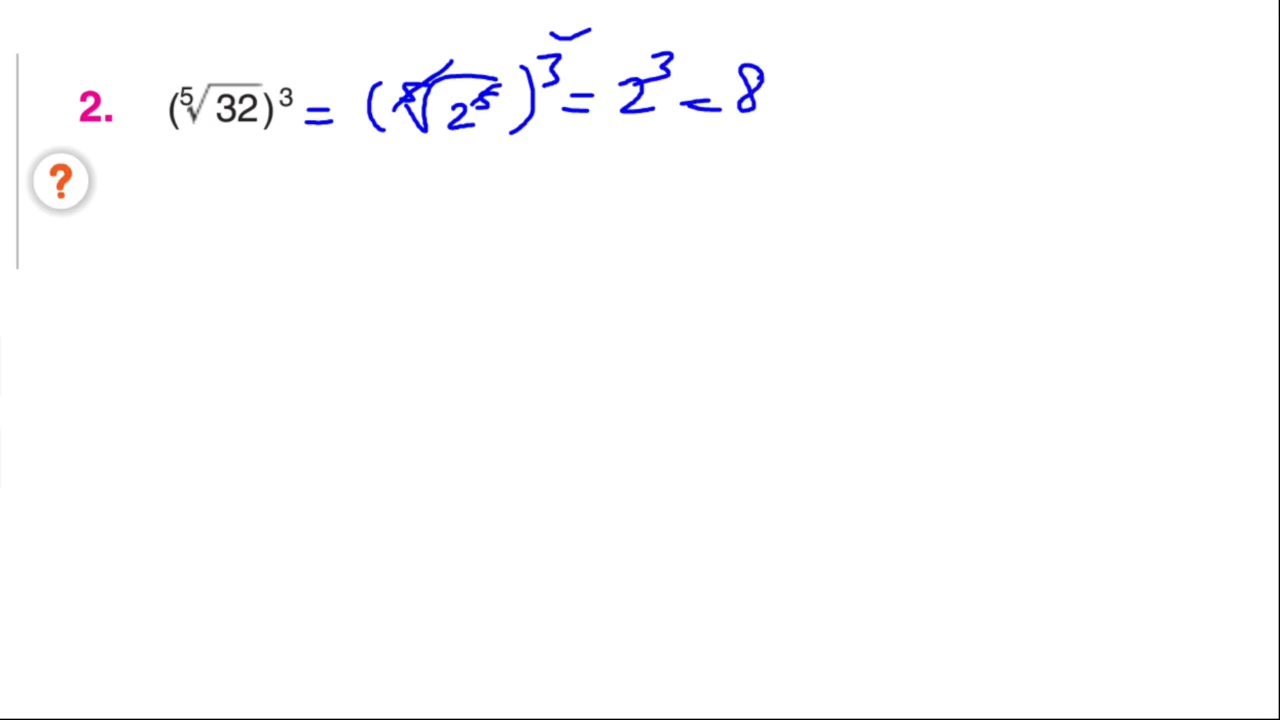 2. (⁵√32)³ = (⁵√2⁵)³ = 2³ = 8
?